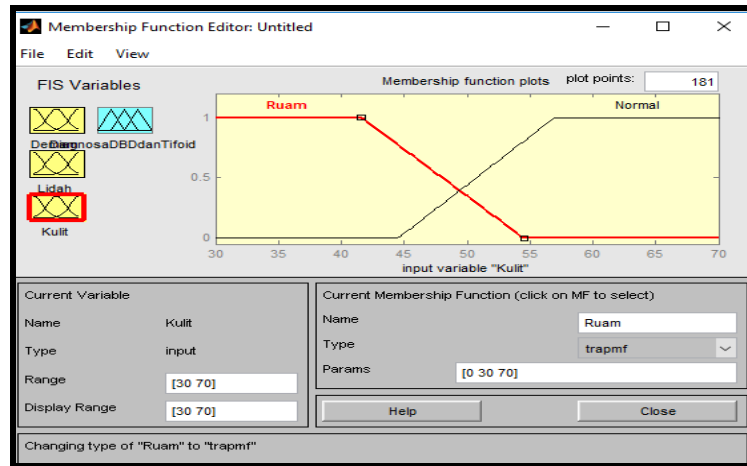 Membership Function Editor: Untitled
File Edit View
FIS Variables
Membership function plots plot points: 181
Ruam Normal
DiagnosaDBDdanTifoid
Lidah
Kulit
1
0.5
0
30 35 40 45 50 55 60 65 70
input variable "Kulit"
Current Variable
Name Kulit
Type input
Range [30 70]
Display Range [30 70]
Current Membership Function (click on MF to select)
Name Ruam
Type trapmf
Params [0 30 70]
Help Close
Changing type of "Ruam" to "trapmf"